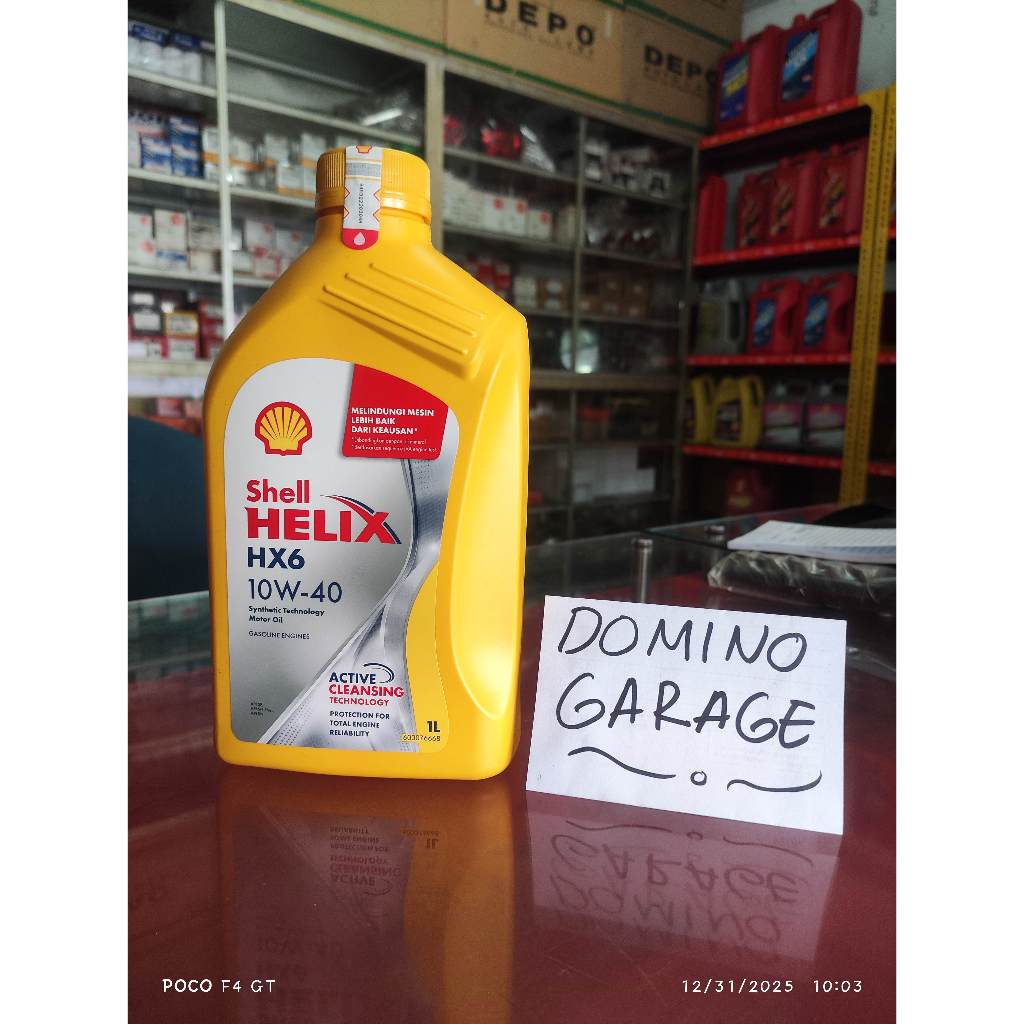 DEPO
DEPO
MELINDUNGI MESIN
LEBIH BAIK
DARI KEAUSAN*
Shell
HELIX
HX6
10W-40
Synthetic Technology
Motor Oil
GASOLINE ENGINES
ACTIVE
CLEANSING
TECHNOLOGY
PROTECTION FOR
TOTAL ENGINE
RELIABILITY
1L
600076668
DOMINO
GARAGE
POCO F4 GT
12/31/2025 10:03